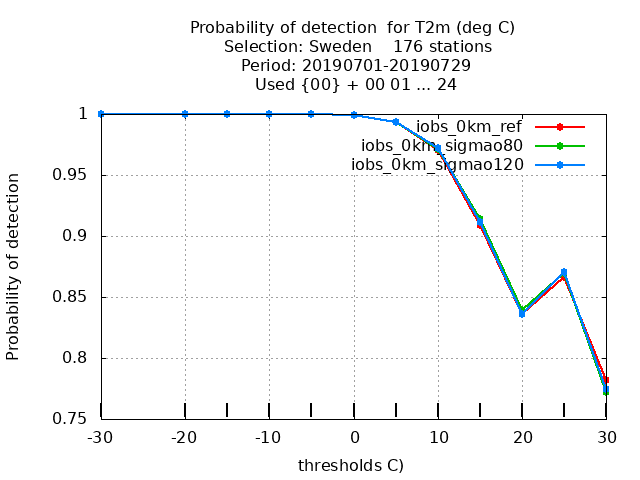 Probability of detection  for T2m (deg C)
Selection: Sweden    176 stations
Period: 20190701-20190729
Used {00} + 00 01 ... 24
iobs_0km_ref
iobs_0km_sigmao80
iobs_0km_sigmao120
Probability of detection
1
0.95
0.9
0.85
0.8
0.75
-30 -20 -10 0 10 20 30
thresholds C)